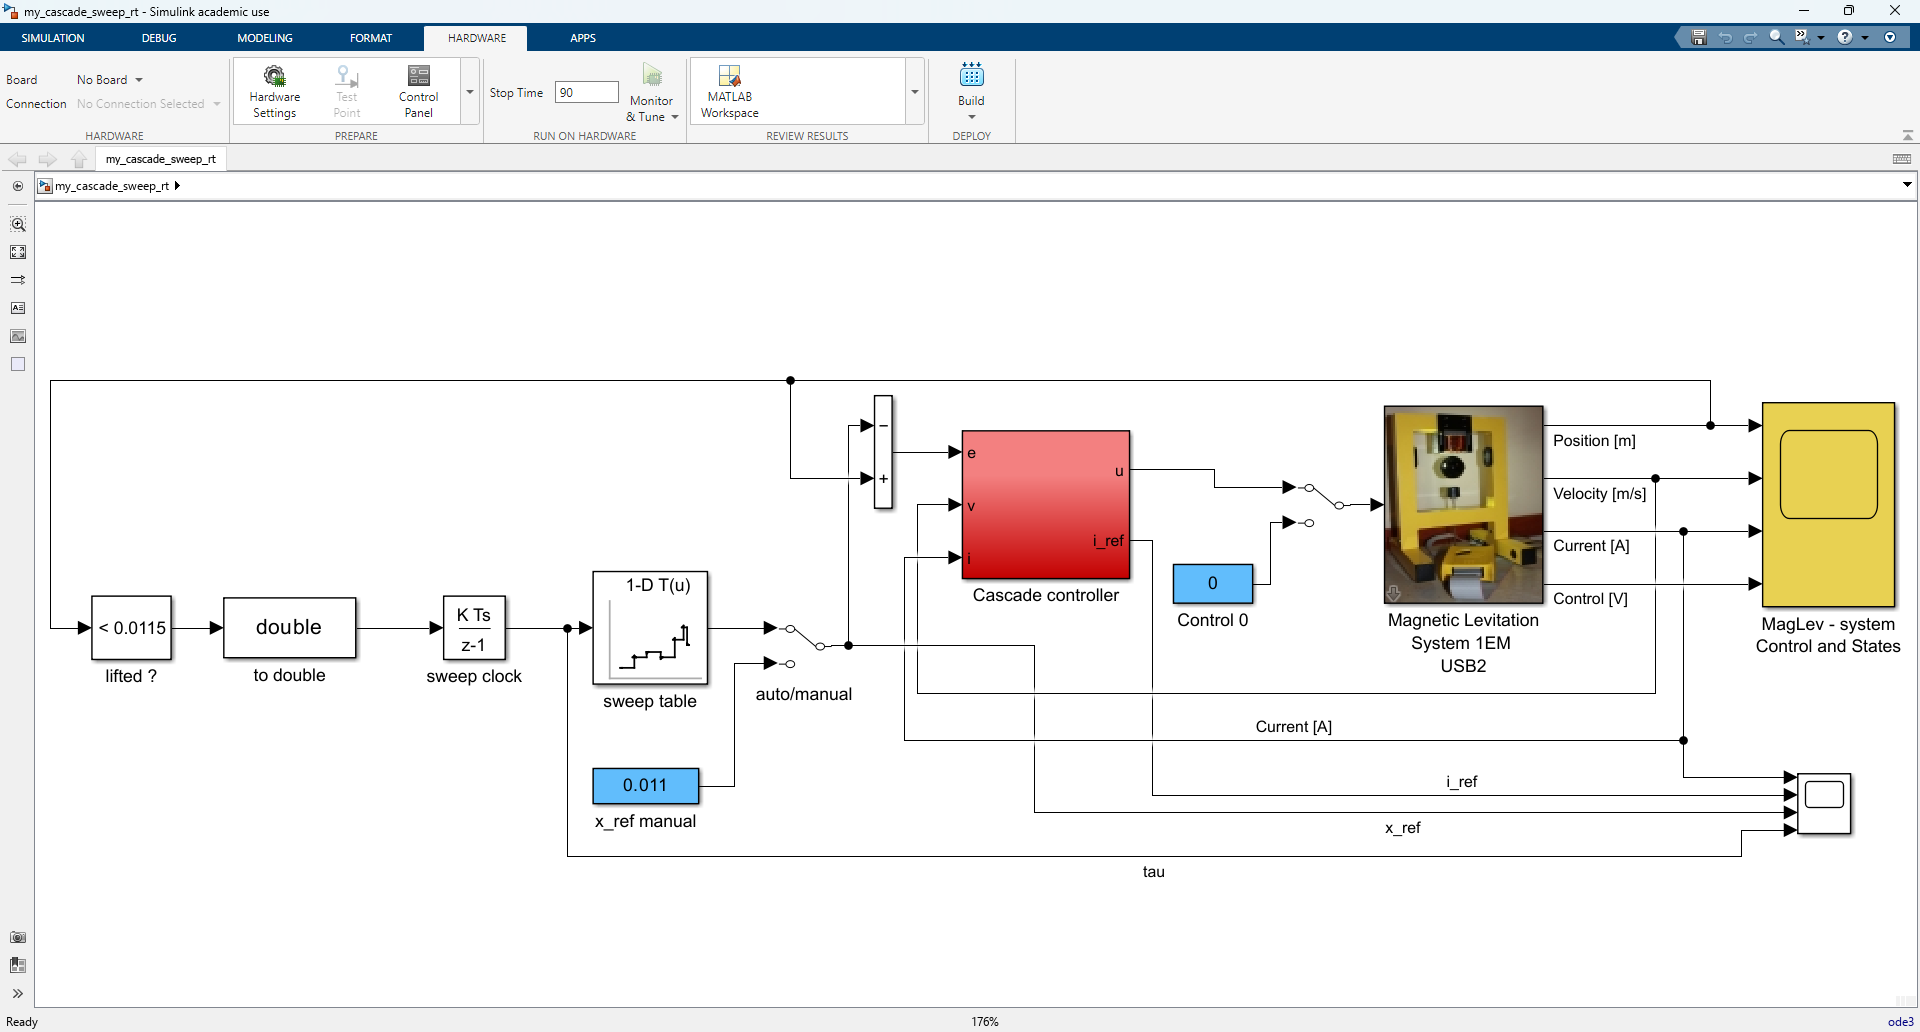 my_cascade_sweep_rt - Simulink academic use
SIMULATION DEBUG MODELING FORMAT HARDWARE APPS
Board No Board
Connection No Connection Selected
HARDWARE
Hardware Settings
Test Point
Control Panel
PREPARE
Stop Time 90
Monitor & Tune
RUN ON HARDWARE
MATLAB Workspace
REVIEW RESULTS
Build
DEPLOY
my_cascade_sweep_rt
my_cascade_sweep_rt
< 0.0115
lifted ?
double
to double
K Ts
z-1
sweep clock
1-D T(u)
sweep table
auto/manual
0.011
x_ref manual
−
+
e
v
i
u
i_ref
Cascade controller
0
Control 0
Magnetic Levitation
System 1EM
USB2
Position [m]
Velocity [m/s]
Current [A]
Control [V]
MagLev - system
Control and States
Current [A]
i_ref
x_ref
tau
Ready 176% ode3